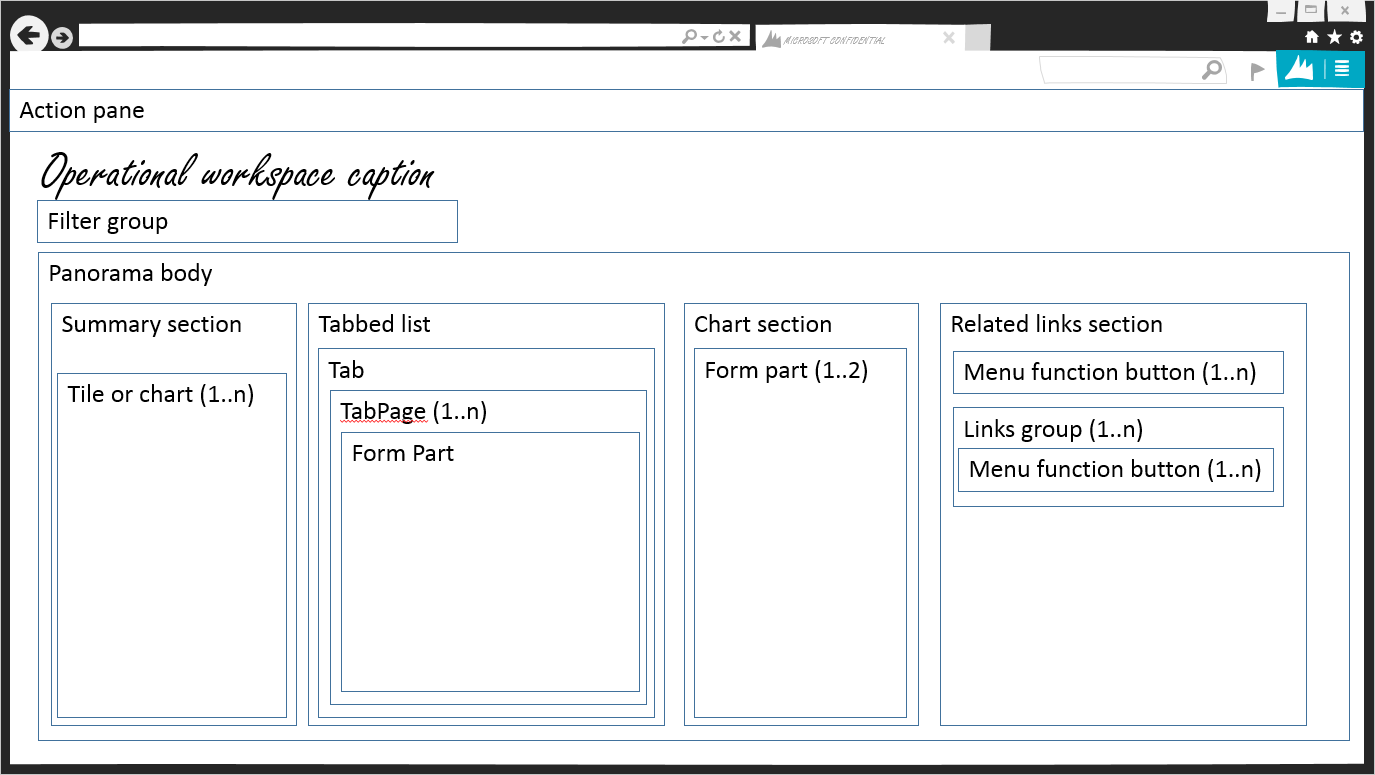 MICROSOFT CONFIDENTIAL
Action pane
Operational workspace caption
Filter group
Panorama body
Summary section
Tile or chart (1..n)
Tabbed list
Tab
TabPage (1..n)
Form Part
Chart section
Form part (1..2)
Related links section
Menu function button (1..n)
Links group (1..n)
Menu function button (1..n)